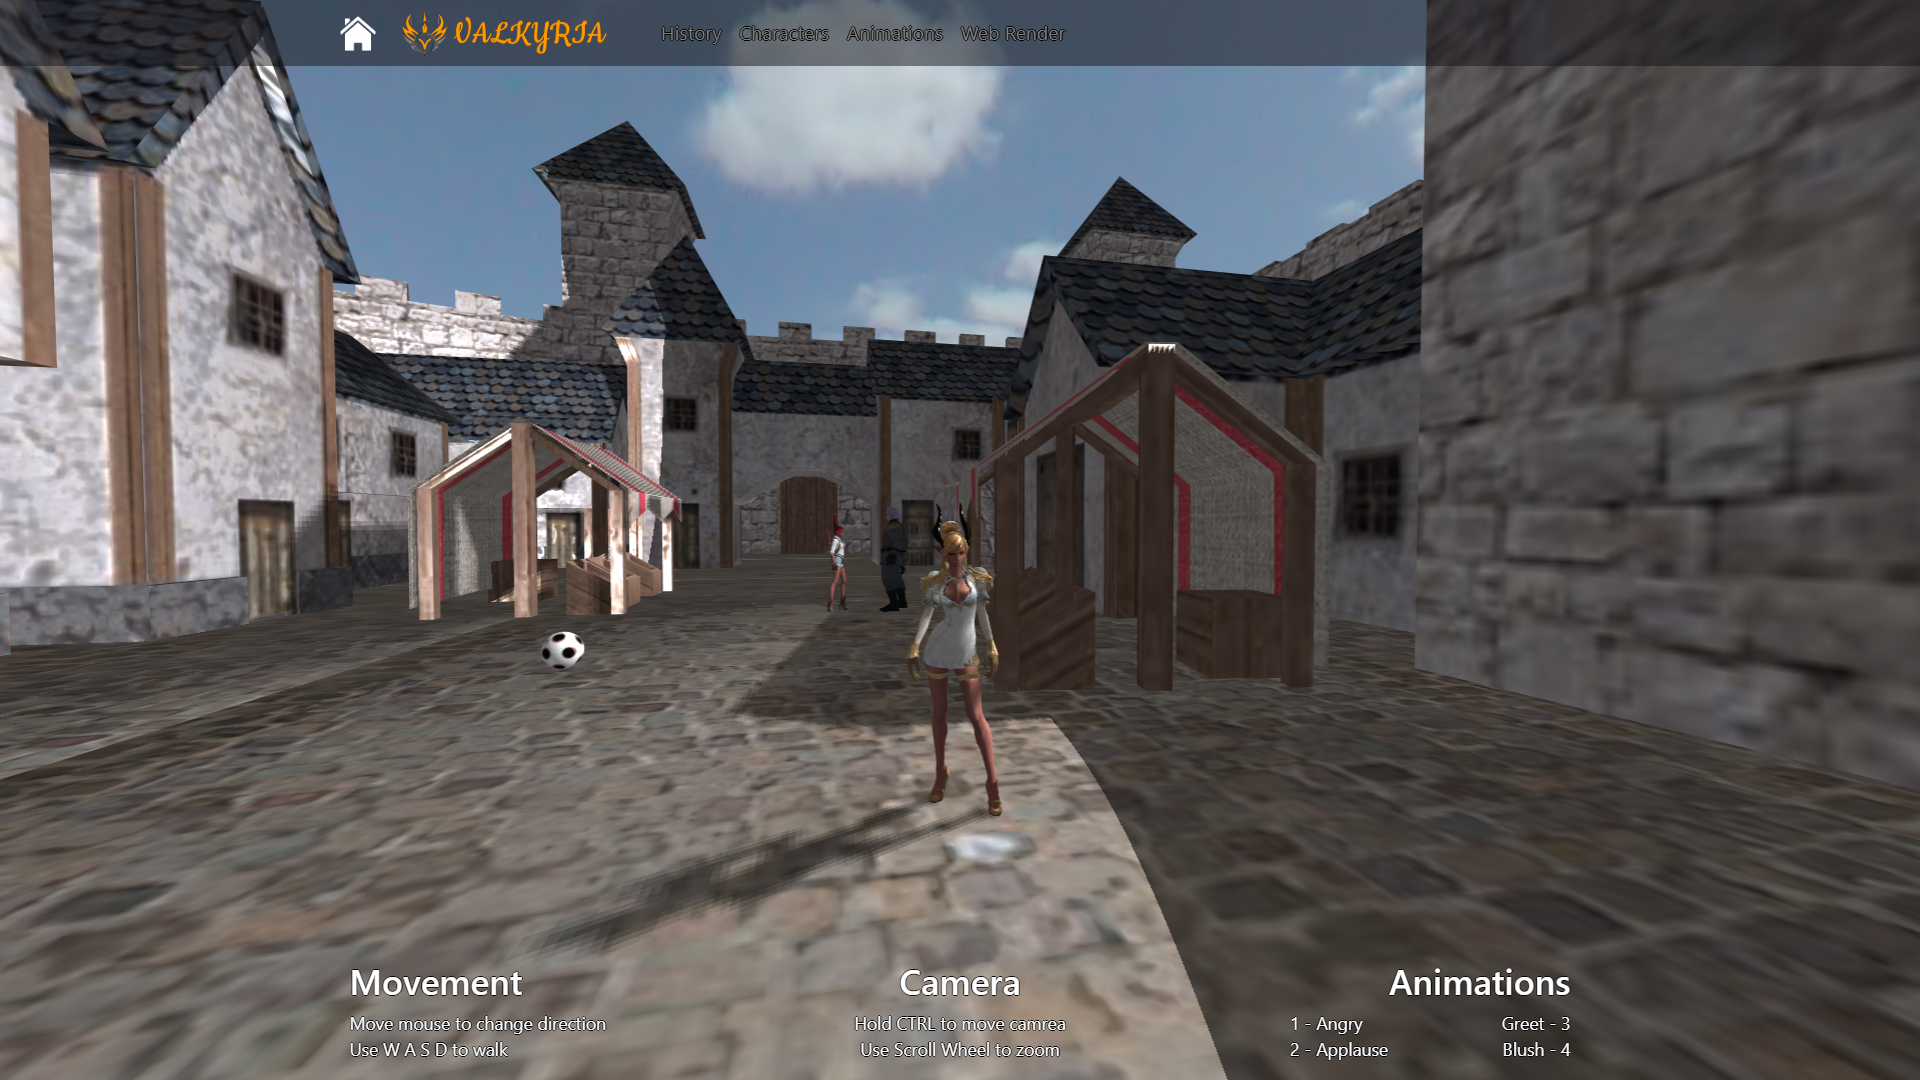 VALKYRIA
History Characters Animations Web Render
Movement
Move mouse to change direction
Use W A S D to walk
Camera
Hold CTRL to move camrea
Use Scroll Wheel to zoom
Animations
1 - Angry
Greet - 3
2 - Applause
Blush - 4